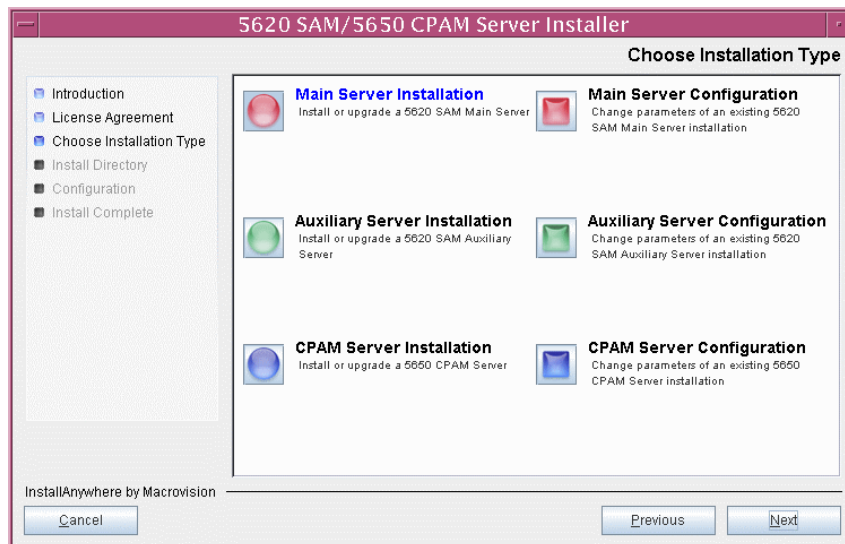 5620 SAM/5650 CPAM Server Installer
Choose Installation Type
Introduction
License Agreement
Choose Installation Type
Install Directory
Configuration
Install Complete
Main Server Installation
Install or upgrade a 5620 SAM Main Server
Main Server Configuration
Change parameters of an existing 5620
SAM Main Server installation
Auxiliary Server Installation
Install or upgrade a 5620 SAM Auxiliary
Server
Auxiliary Server Configuration
Change parameters of an existing 5620
SAM Auxiliary Server installation
CPAM Server Installation
Install or upgrade a 5650 CPAM Server
CPAM Server Configuration
Change parameters of an existing 5650
CPAM Server installation
InstallAnywhere by Macrovision
Cancel
Previous
Next